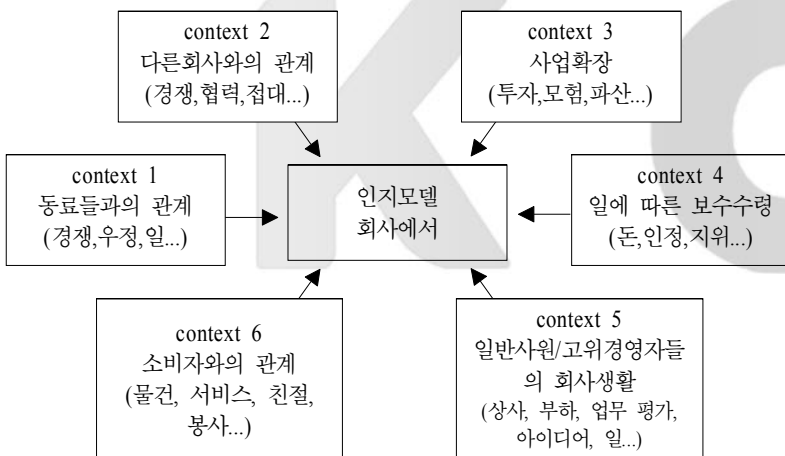 context 2
다른회사와의 관계
(경쟁,협력,접대...)
context 3
사업확장
(투자,모험,파산...)
context 1
동료들과의 관계
(경쟁,우정,일...)
인지모델
회사에서
context 4
일에 따른 보수수령
(돈,인정,지위...)
context 6
소비자와의 관계
(물건, 서비스, 친절,
봉사...)
context 5
일반사원/고위경영자들
의 회사생활
(상사, 부하, 업무 평가,
아이디어, 일...)